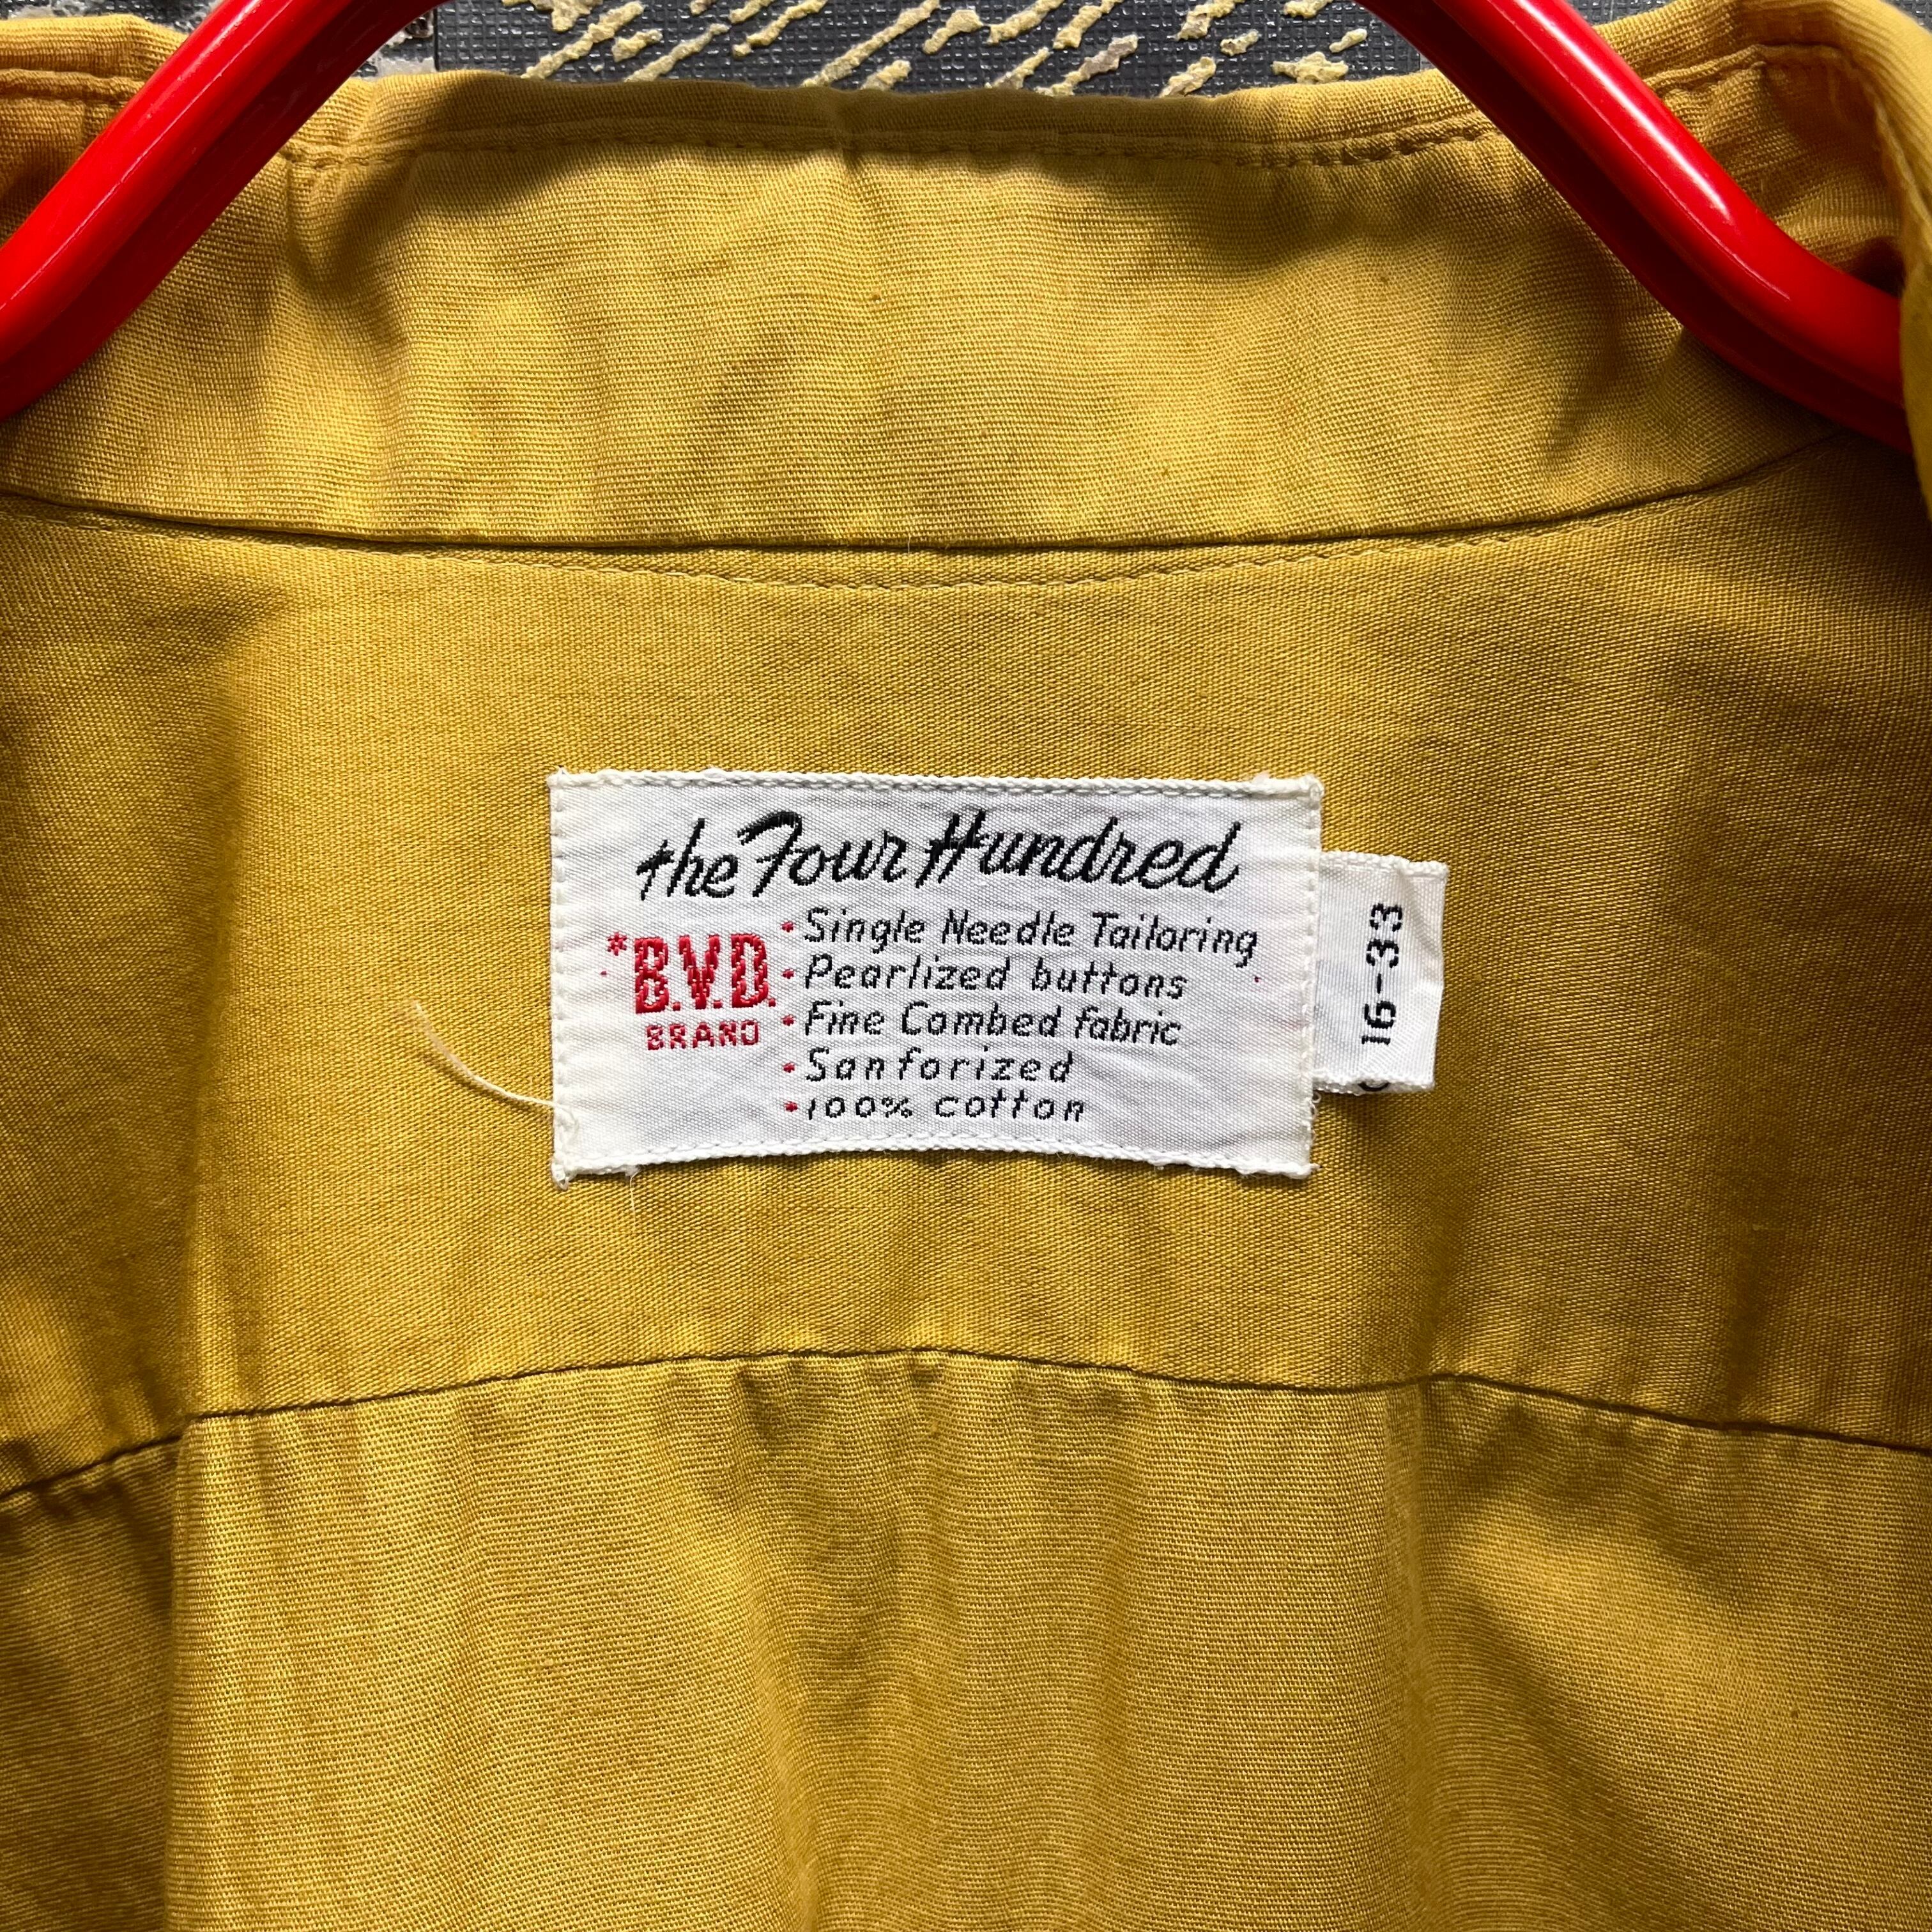 the Four Hundred
*B.V.D.
BRAND
• Single Needle Tailoring
• Pearlized buttons
• Fine Combed fabric
• Sanforized
• 100% cotton
16-33